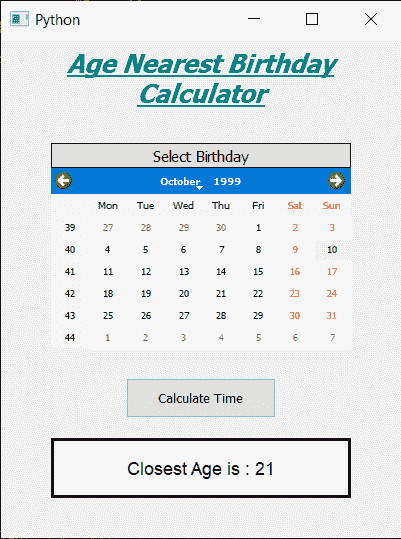 Python
Age Nearest Birthday
Calculator
Select Birthday
October 1999
Mon Tue Wed Thu Fri Sat Sun
39 27 28 29 30 1 2 3
40 4 5 6 7 8 9 10
41 11 12 13 14 15 16 17
42 18 19 20 21 22 23 24
43 25 26 27 28 29 30 31
44 1 2 3 4 5 6 7
Calculate Time
Closest Age is : 21